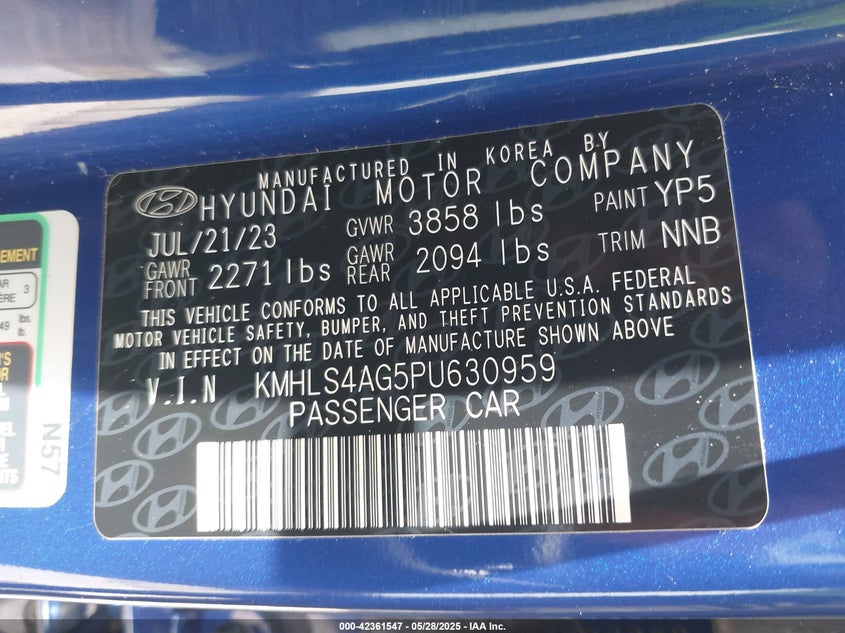 MANUFACTURED IN KOREA BY
HYUNDAI MOTOR COMPANY
JUL/21/23 GVWR 3858 lbs PAINT YP5
GAWR FRONT 2271 lbs GAWR REAR 2094 lbs TRIM NNB
THIS VEHICLE CONFORMS TO ALL APPLICABLE U.S.A. FEDERAL
MOTOR VEHICLE SAFETY, BUMPER, AND THEFT PREVENTION STANDARDS
IN EFFECT ON THE DATE OF MANUFACTURE SHOWN ABOVE
V.I.N KMHLS4AG5PU630959
PASSENGER CAR
3
lbs.
lb.
N57
000-42361547 - 05/28/2025 - IAA Inc.